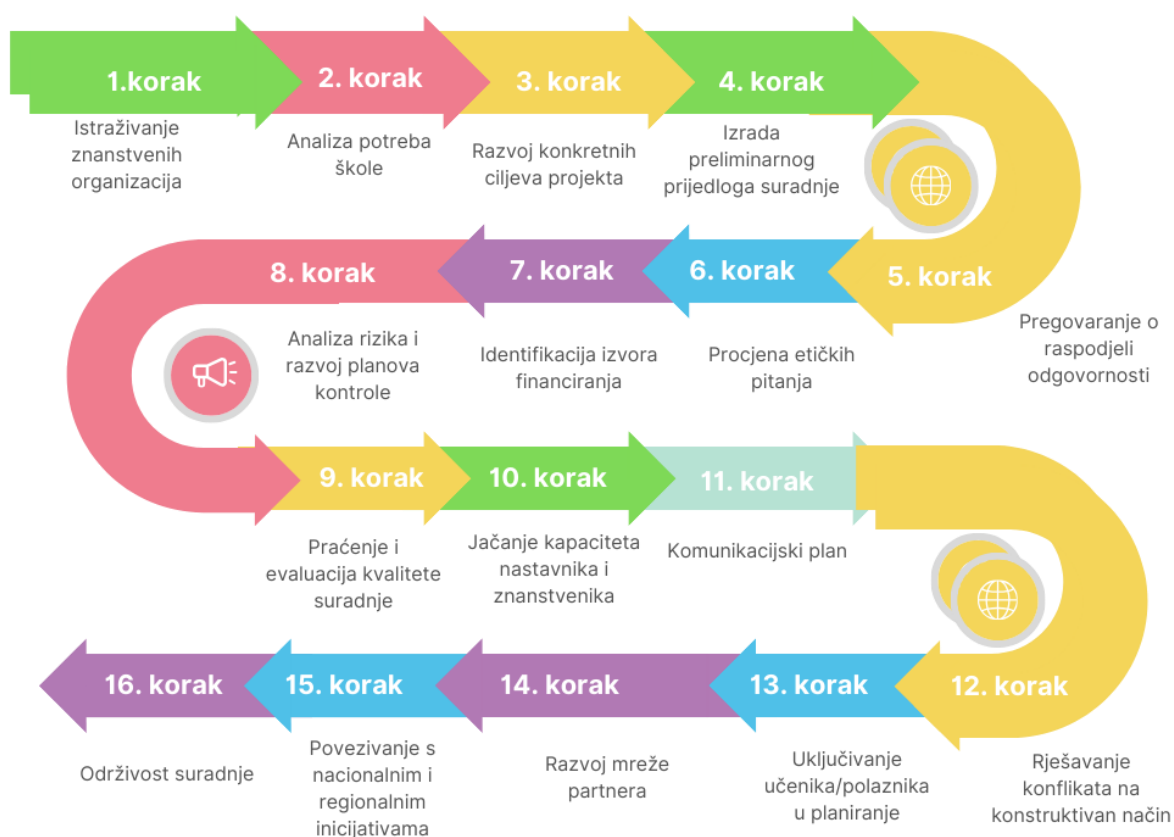 1.korak
Istraživanje
znanstvenih
organizacija
2. korak
Analiza potreba
škole
3. korak
Razvoj konkretnih
ciljeva projekta
4. korak
Izrada
preliminarnog
prijedloga suradnje
5. korak
Pregovaranje o
raspodjeli
odgovornosti
6. korak
Procjena etičkih
pitanja
7. korak
Identifikacija izvora
financiranja
8. korak
Analiza rizika i
razvoj planova
kontrole
9. korak
Praćenje i
evaluacija kvalitete
suradnje
10. korak
Jačanje kapaciteta
nastavnika i
znanstvenika
11. korak
Komunikacijski plan
12. korak
Rješavanje
konflikata na
konstruktivan način
13. korak
Uključivanje
učenika/polaznika
u planiranje
14. korak
Razvoj mreže
partnera
15. korak
Povezivanje s
nacionalnim i
regionalnim
inicijativama
16. korak
Održivost suradnje